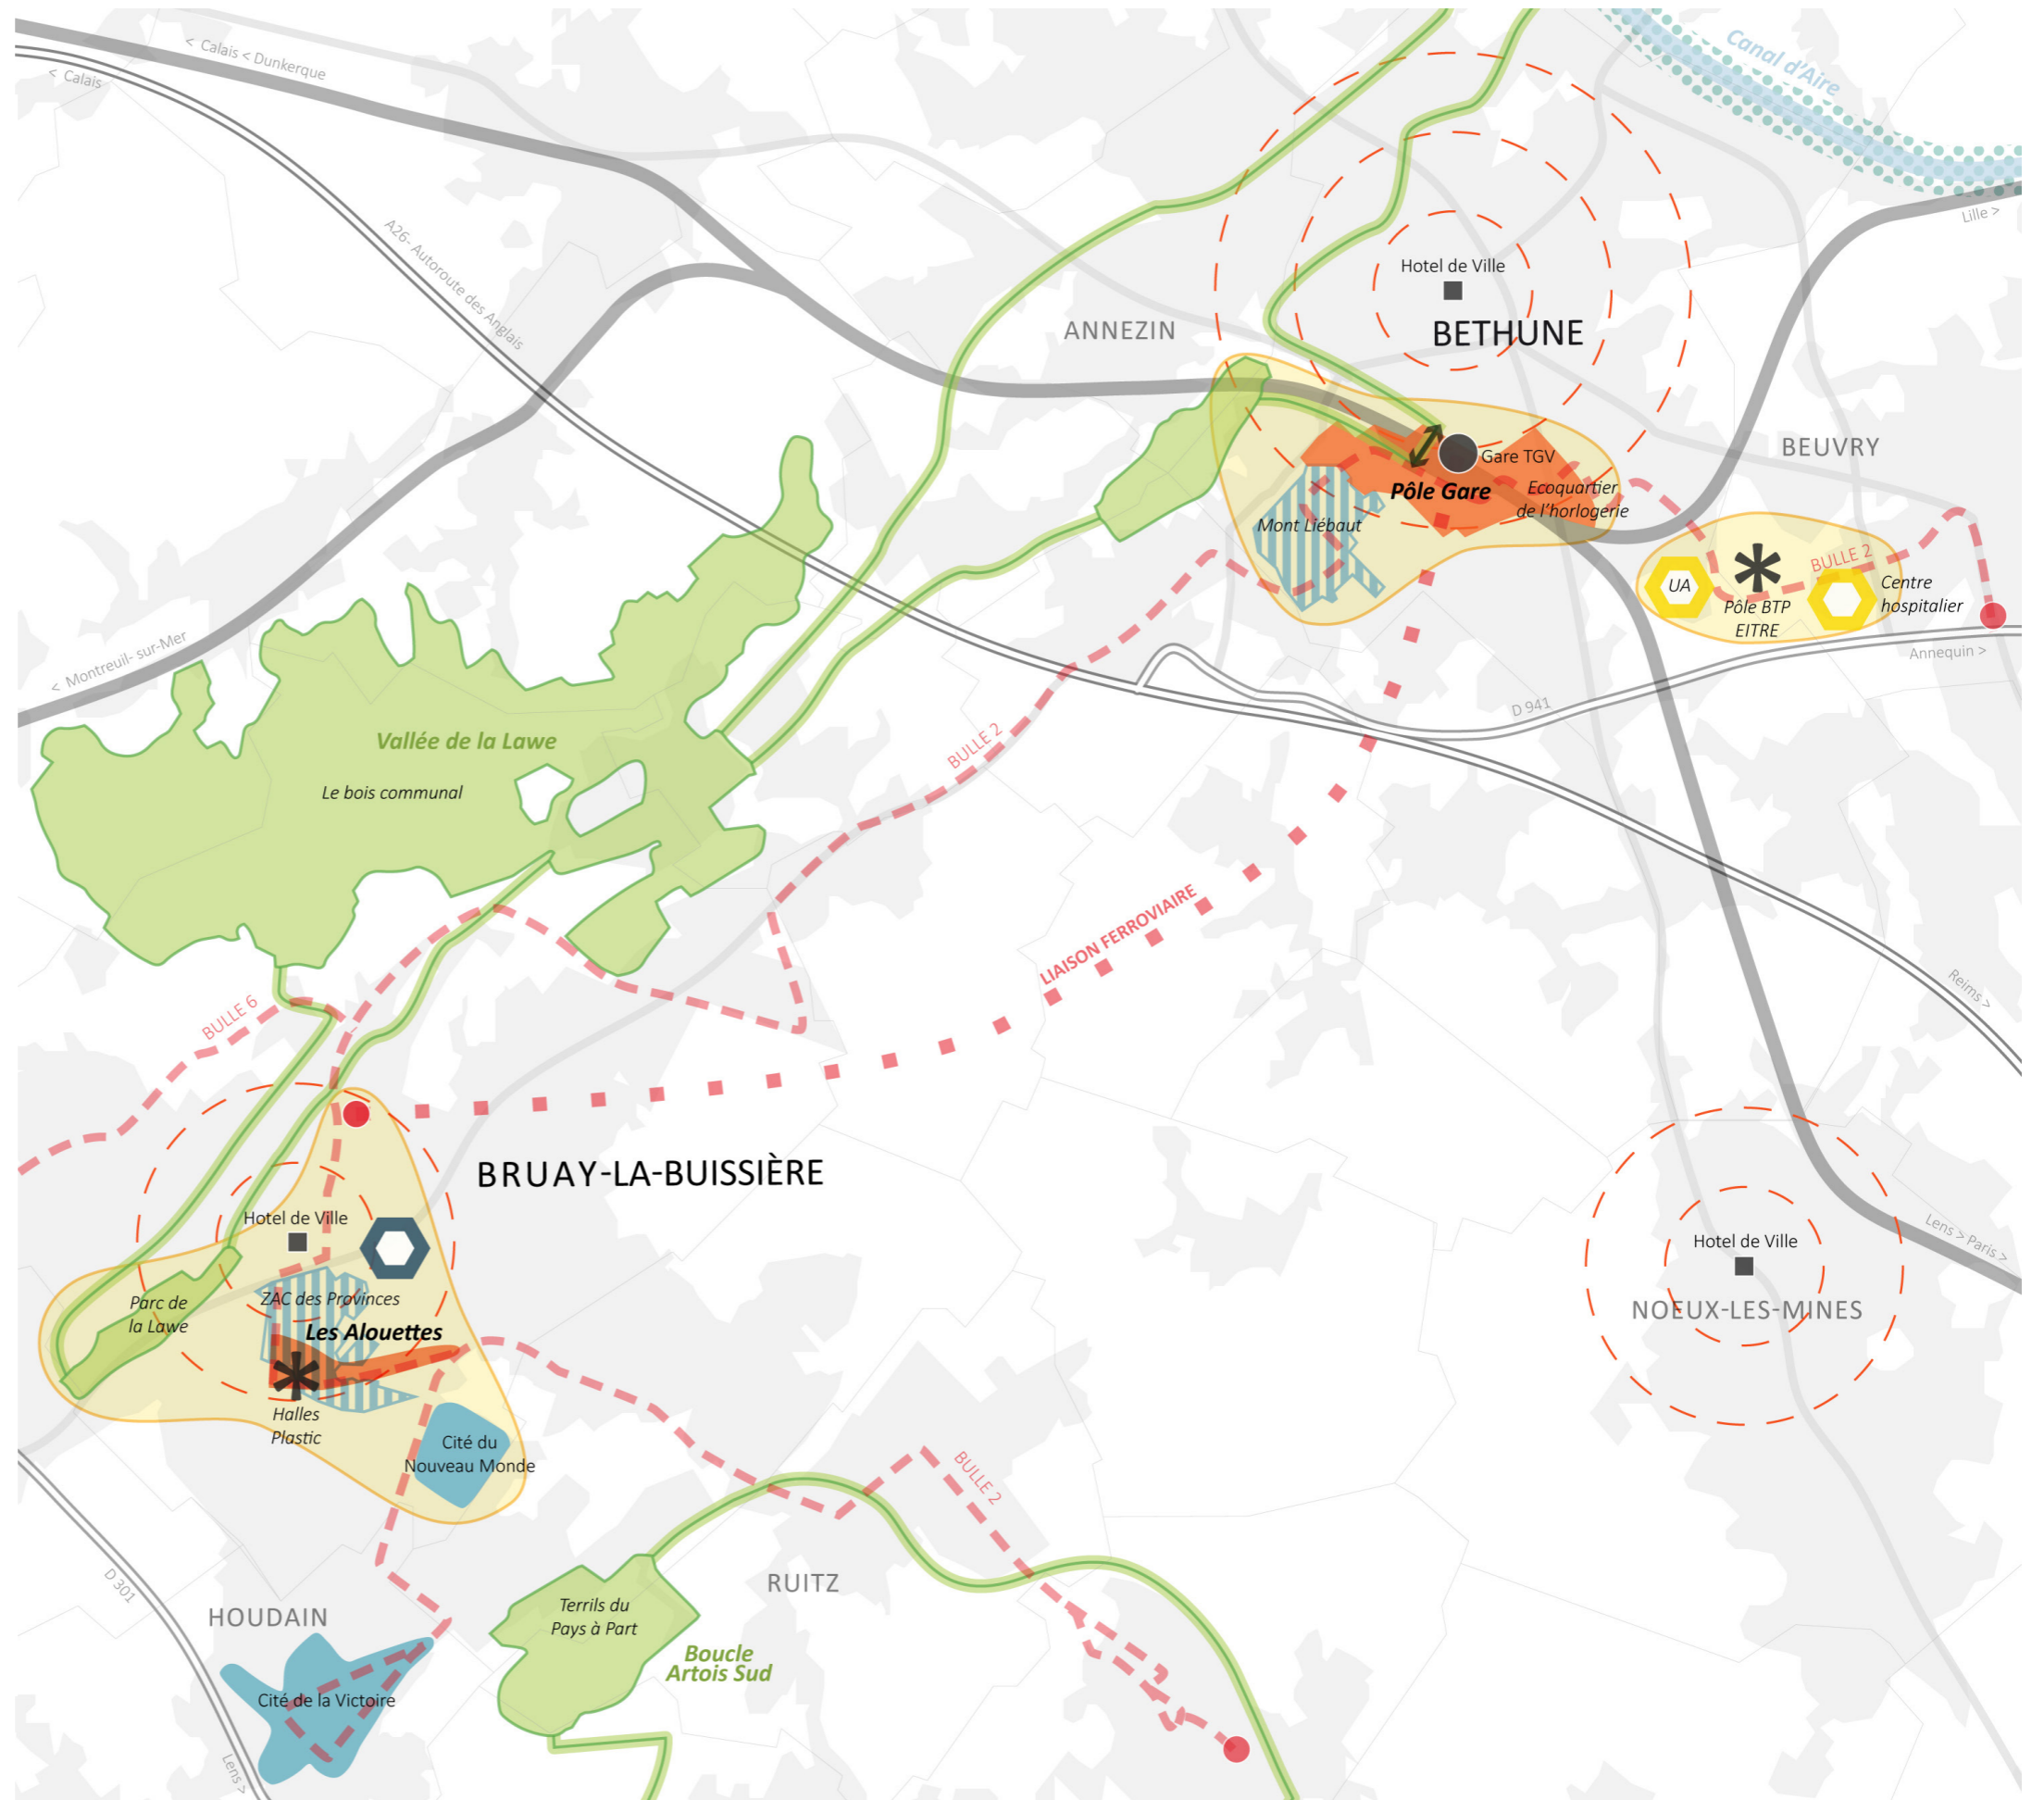 Canal d'Aire
< Calais < Dunkerque
< Calais
Lille >
A26- Autoroute des Anglais
Hotel de Ville
ANNEZIN
BETHUNE
BEUVRY
Gare TGV
Pôle Gare
Ecoquartier
de l'horlogerie
Mont Liébaut
BULLE 2
UA
Pôle BTP
EITRE
Centre
hospitalier
Annequin >
< Montreuil- sur-Mer
D 941
Vallée de la Lawe
Le bois communal
BULLE 2
LIAISON FERROVIAIRE
Reims >
BULLE 6
BRUAY-LA-BUISSIÈRE
Hotel de Ville
Lens > Paris >
Hotel de Ville
NOEUX-LES-MINES
Parc de
la Lawe
ZAC des Provinces
Les Alouettes
Halles
Plastic
Cité du
Nouveau Monde
BULLE 2
D 301
RUITZ
HOUDAIN
Terrils du
Pays à Part
Boucle
Artois Sud
Cité de la Victoire
Lens >